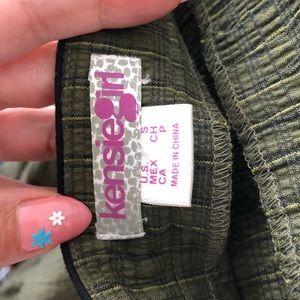 kensiegirl
U.S. S
MEX CH
CA P
MADE IN CHINA